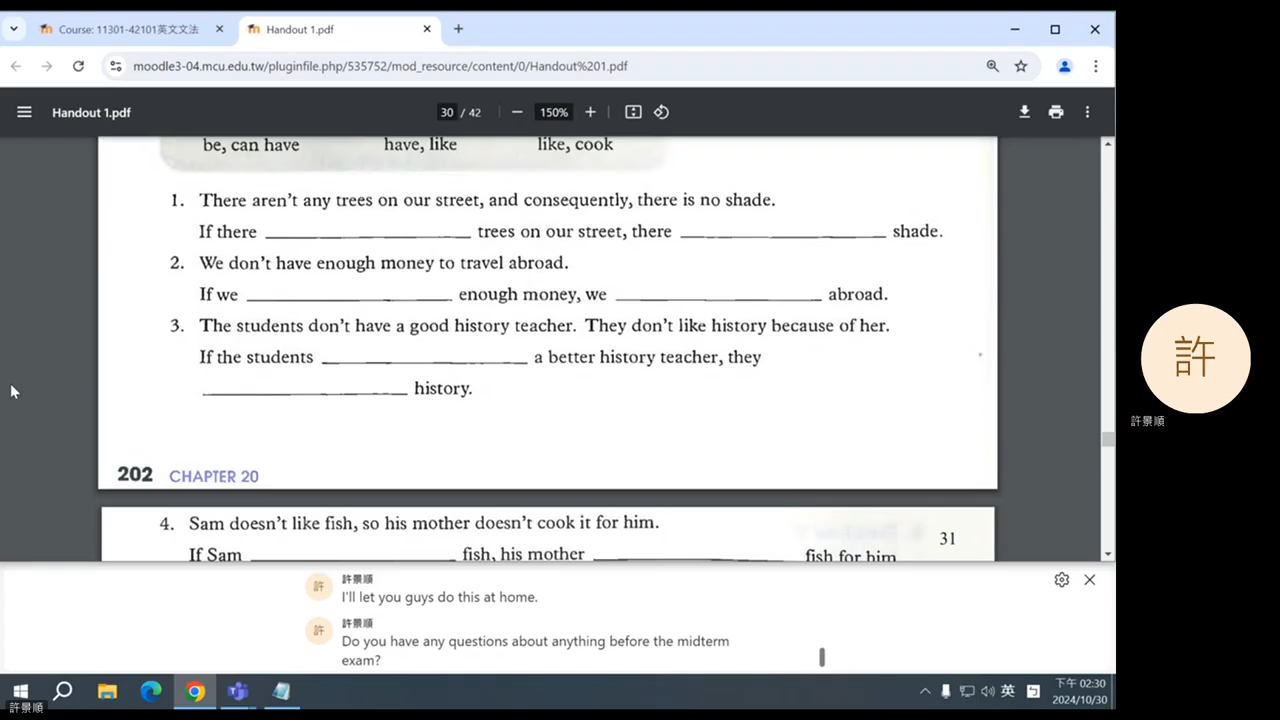 Course: 11301-42101英文文法
Handout 1.pdf
moodle3-04.mcu.edu.tw/pluginfile.php/535752/mod_resource/content/0/Handout%201.pdf
Handout 1.pdf
30 / 42
150%
be, can have have, like like, cook
1. There aren't any trees on our street, and consequently, there is no shade.
If there ____________ trees on our street, there ____________ shade.
2. We don't have enough money to travel abroad.
If we ____________ enough money, we ____________ abroad.
3. The students don't have a good history teacher. They don't like history because of her.
If the students ____________ a better history teacher, they
____________ history.
202 CHAPTER 20
4. Sam doesn't like fish, so his mother doesn't cook it for him.
31
If Sam ____________ fish, his mother ____________ fish for him
許
許景順
許
許景順
I'll let you guys do this at home.
許
許景順
Do you have any questions about anything before the midterm
exam?
英
下午 02:30
2024/10/30
許景順